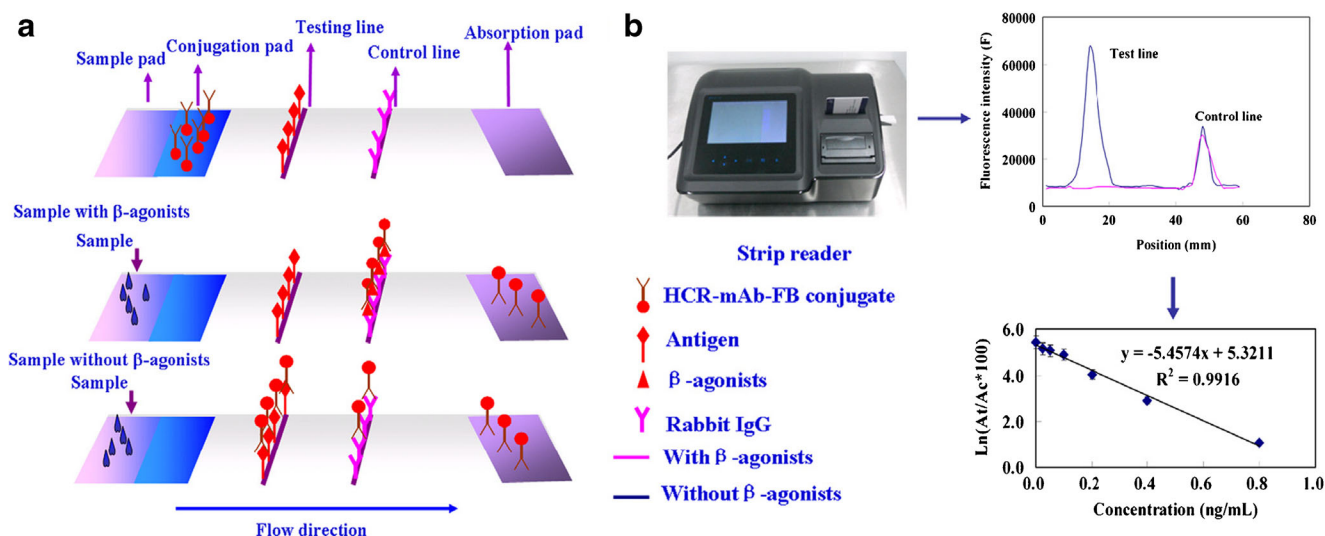 a
Sample pad
Conjugation pad
Testing line
Control line
Absorption pad
Sample with β-agonists
Sample
Sample without β-agonists
Sample
Flow direction
b
Strip reader
HCR-mAb-FB conjugate
Antigen
β-agonists
Rabbit IgG
With β-agonists
Without β-agonists
Fluorescence intensity (F)
80000
60000
40000
20000
0
Test line
Control line
0 20 40 60 80
Position (mm)
Ln(At/Ac*100)
6.0
4.0
2.0
0.0
y = -5.4574x + 5.3211
R² = 0.9916
0.0 0.2 0.4 0.6 0.8 1.0
Concentration (ng/mL)